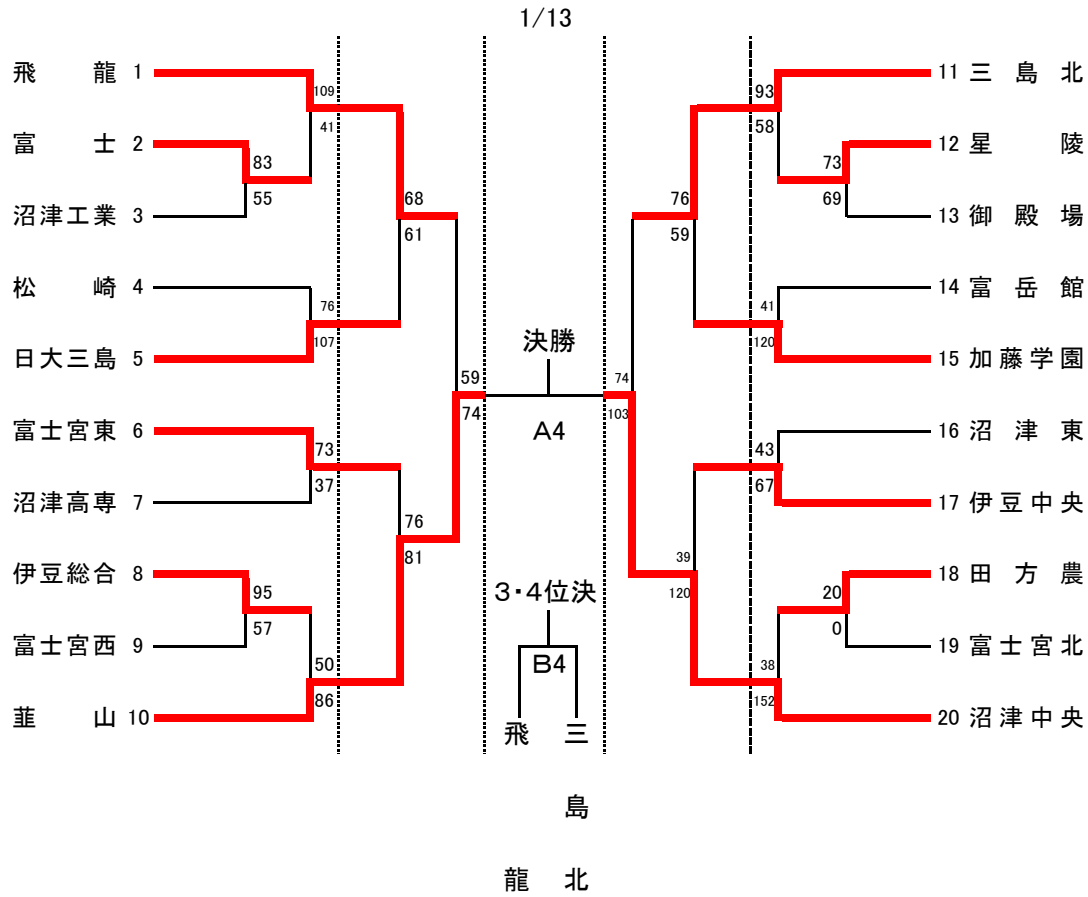 1/13
飛龍 1
富士 2
沼津工業 3
松崎 4
日大三島 5
富士宮東 6
沼津高専 7
伊豆総合 8
富士宮西 9
韮山 10
109
41
83
55
76
107
73
37
95
57
50
86
68
61
76
81
59
74
決勝
A4
3・4位決
B4
飛龍
三島北
74
103
76
59
39
120
93
58
73
69
41
120
43
67
20
0
38
152
11 三島北
12 星陵
13 御殿場
14 富岳館
15 加藤学園
16 沼津東
17 伊豆中央
18 田方農
19 富士宮北
20 沼津中央